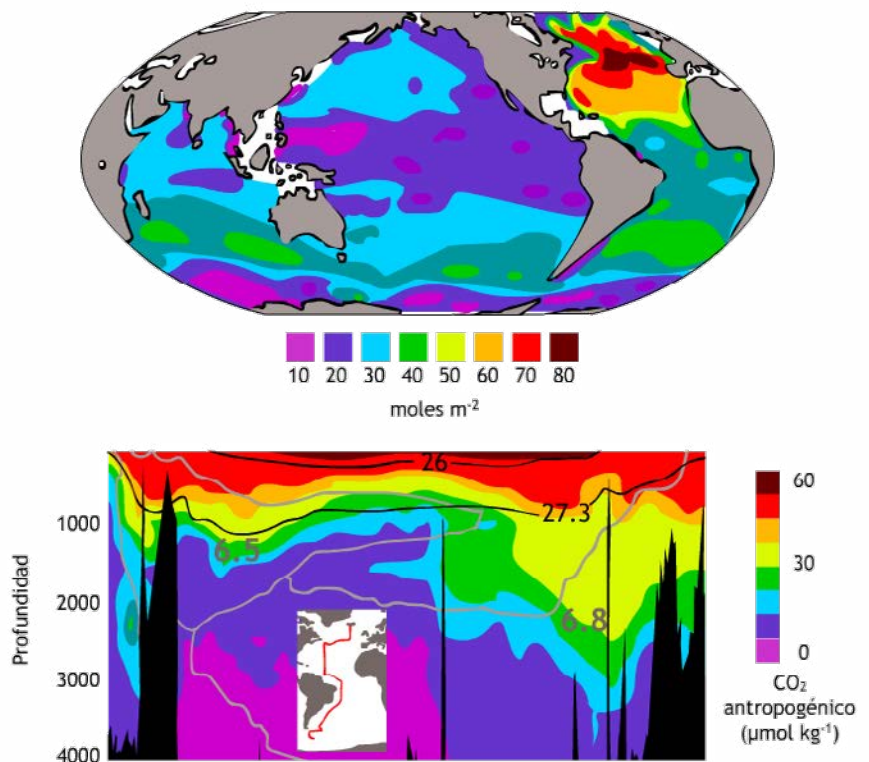 10 20 30 40 50 60 70 80
moles m⁻²
26
27.3
6.5
6.8
Profundidad
1000
2000
3000
4000
60
30
0
CO₂
antropogénico
(µmol kg⁻¹)